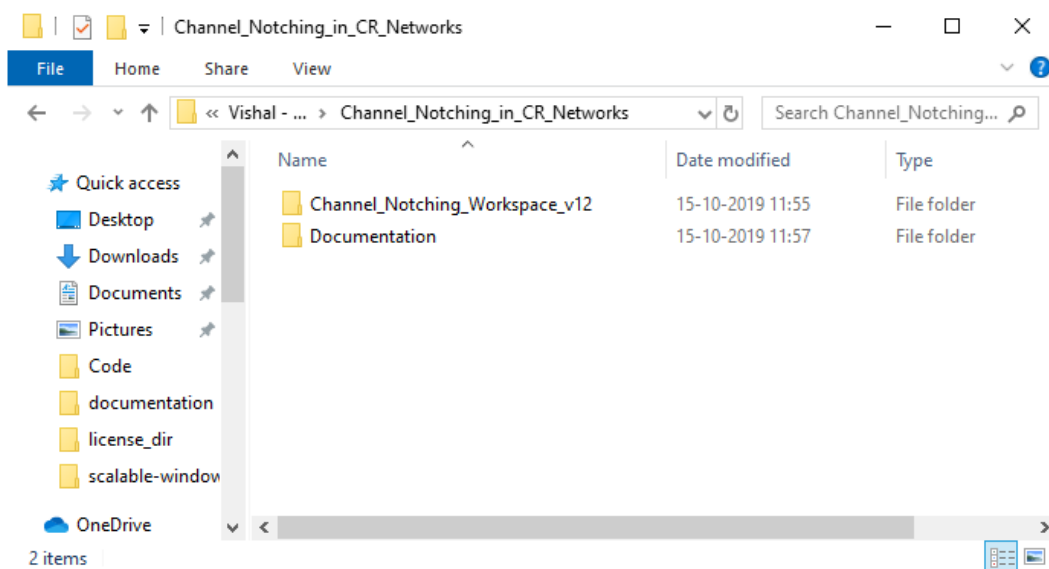 Channel_Notching_in_CR_Networks
File Home Share View
« Vishal - ... › Channel_Notching_in_CR_Networks Search Channel_Notching...
Name Date modified Type
Quick access
Channel_Notching_Workspace_v12 15-10-2019 11:55 File folder
Desktop
Documentation 15-10-2019 11:57 File folder
Downloads
Documents
Pictures
Code
documentation
license_dir
scalable-window
OneDrive
2 items